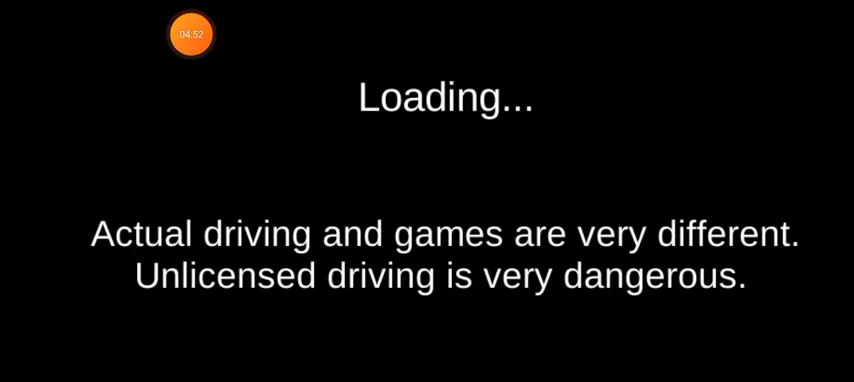 04:52
Loading...
Actual driving and games are very different.
Unlicensed driving is very dangerous.